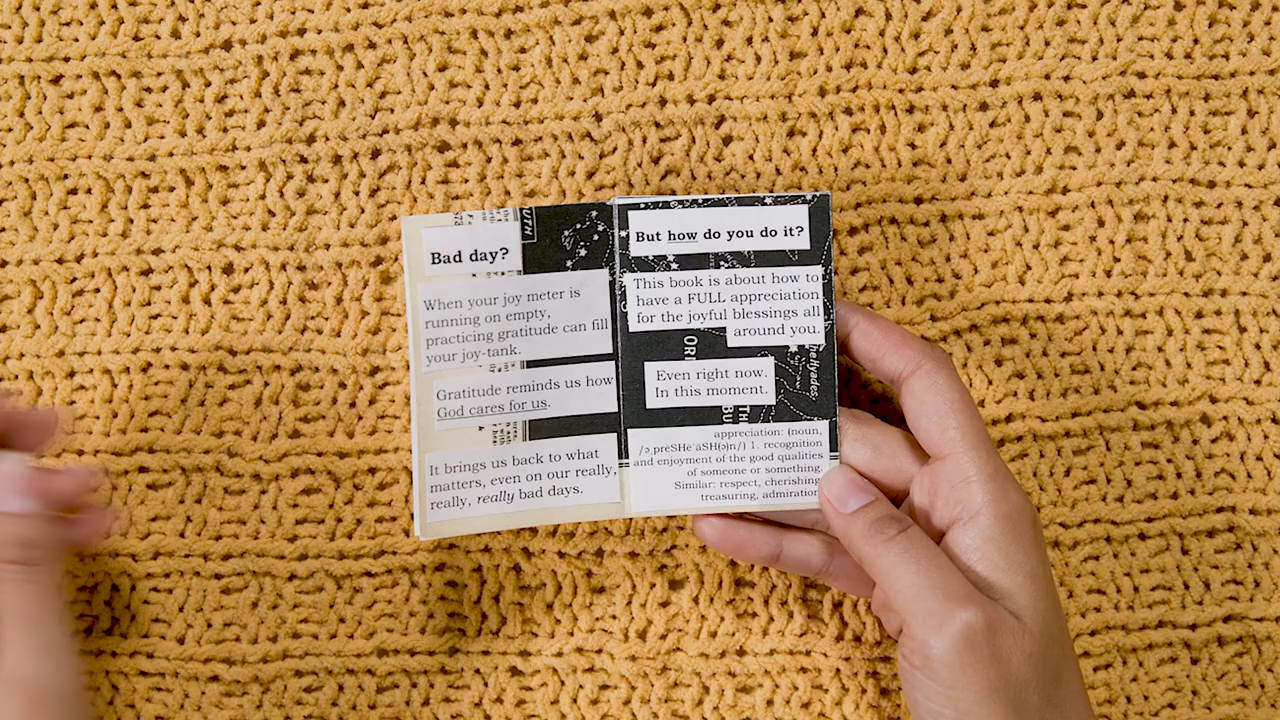 UTH
Bad day?
When your joy meter is
running on empty,
practicing gratitude can fill
your joy-tank.
Gratitude reminds us how
God cares for us.
It brings us back to what
matters, even on our really,
really, really bad days.
But how do you do it?
This book is about how to
have a FULL appreciation
for the joyful blessings all
around you.
he Hyades
Even right now.
In this moment.
appreciation: (noun,
/ə͵prēSHēˈāSH(ə)n/) 1. recognition
and enjoyment of the good qualities
of someone or something.
Similar: respect, cherishing,
treasuring, admiration